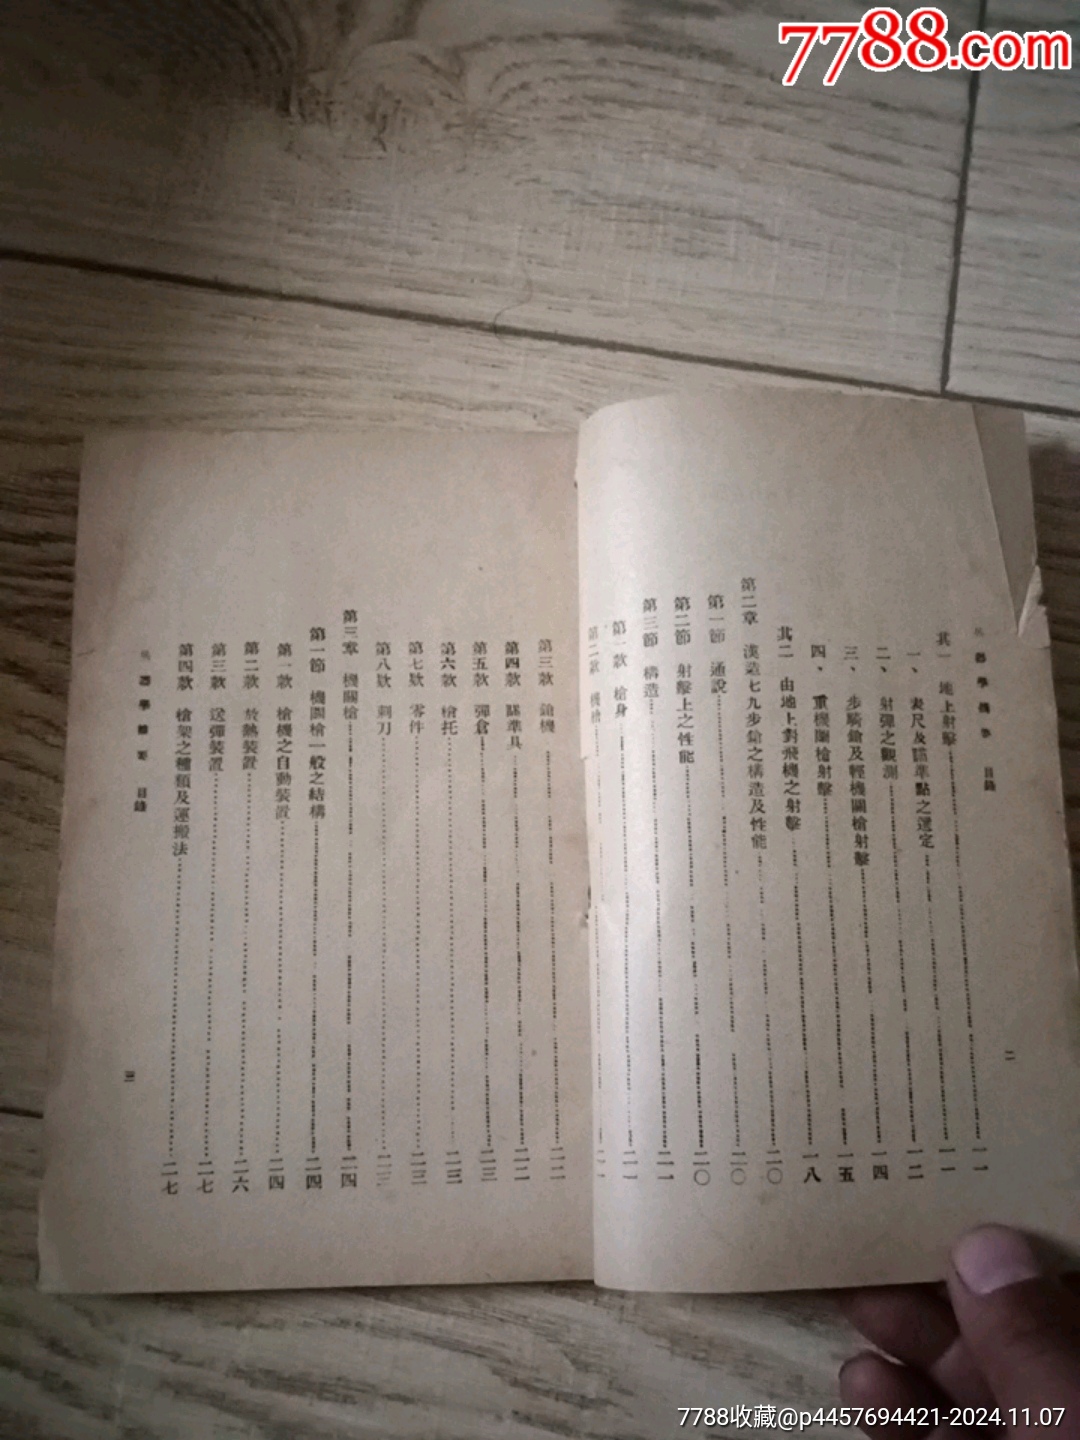 7788.com
兵器學摘要 目錄
二
其一 地上射擊 一一
一、表尺及瞄準點之選定 一二
二、射彈之觀測 一四
三、步騎鎗及輕機關槍射擊 一五
四、重機關槍射擊 一八
其二 由地上對飛機之射擊 二〇
第二章 漢造七九步鎗之構造及性能 二〇
第一節 通說 二〇
第二節 射擊上之性能 二〇
第三節 構造 二一
第一款 槍身 二一
第二款 機槍 二一
第三款 鎗機 二二
第四款 瞄準具 二二
第五款 彈倉 二三
第六款 槍托 二三
第七款 零件 二三
第八款 刺刀 二三
第三章 機關槍 二四
第一節 機關槍一般之結構 二四
第一款 槍機之自動裝置 二四
第二款 放熱裝置 二六
第三款 送彈裝置 二七
第四款 槍架之種類及運搬法 二七
兵器學摘要 目錄
三
7788收藏@p4457694421-2024.11.07